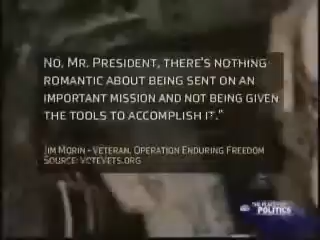 No, Mr. President, there's nothing
romantic about being sent on an
important mission and not being given
the tools to accomplish it."
Jim Morin - Veteran, Operation Enduring Freedom
Source: VoteVets.org
abc
POLITICS